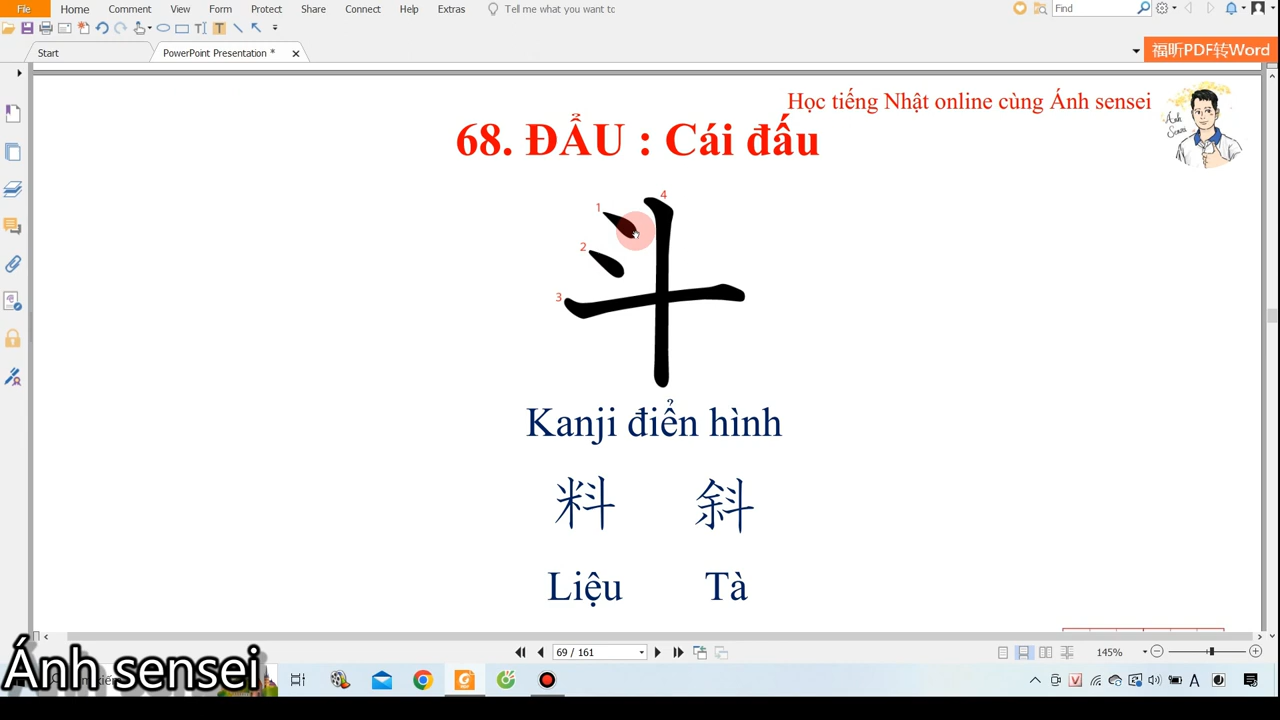 File Home Comment View Form Protect Share Connect Help Extras Tell me what you want to Find
Start PowerPoint Presentation * 福昕PDF转Word
Học tiếng Nhật online cùng Ánh sensei
68. ĐẨU : Cái đấu
1 4
2
3
斗
Kanji điển hình
料 斜
Liệu Tà
69 / 161 145%
Ánh sensei